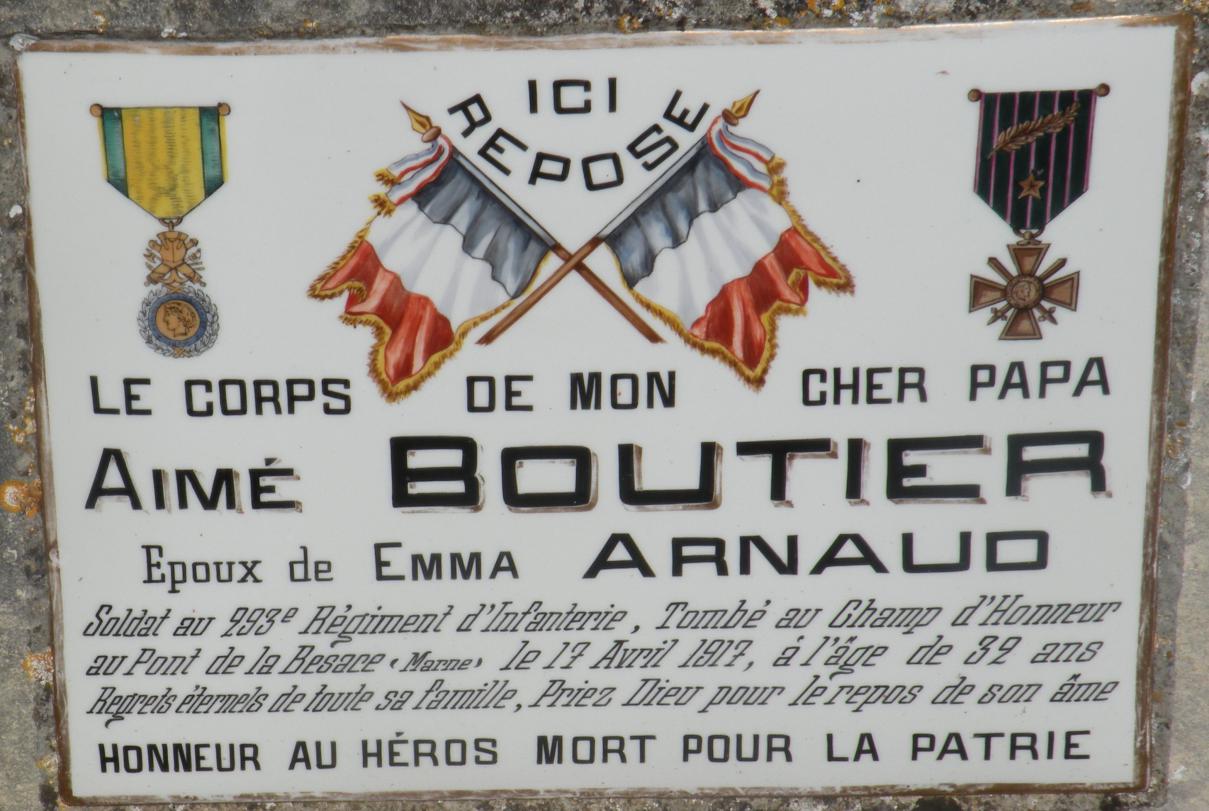 ICI
REPOSE
LE CORPS DE MON CHER PAPA
AIMÉ BOUTIER
Epoux de EMMA ARNAUD
Soldat au 293e Régiment d'Infanterie, Tombé au Champ d'Honneur
au Pont de la Besace (Marne) le 17 Avril 1917, á l'âge de 32 ans
Regrets éternels de toute sa famille, Priez Dieu pour le repos de son âme
HONNEUR AU HÉROS MORT POUR LA PATRIE